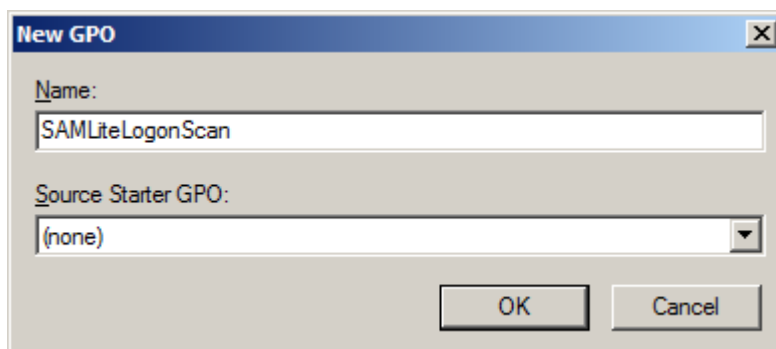 New GPO
Name:
SAMLiteLogonScan
Source Starter GPO:
(none)
OK
Cancel